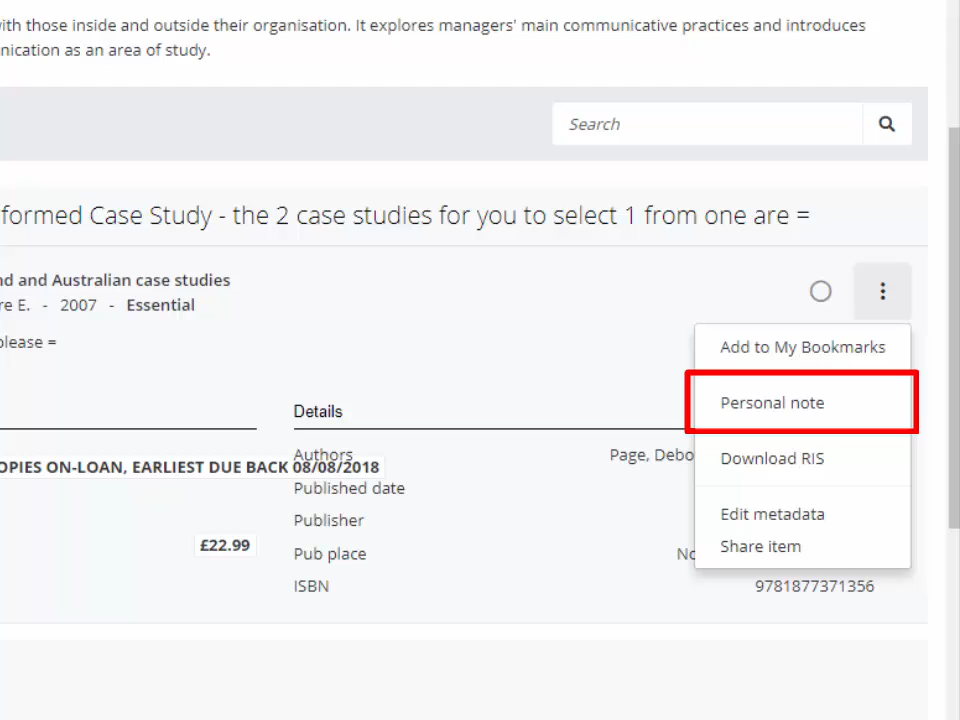 with those inside and outside their organisation. It explores managers' main communicative practices and introduces
nication as an area of study.
Search
formed Case Study - the 2 case studies for you to select 1 from one are =
nd and Australian case studies
re E. - 2007 - Essential
please =
Add to My Bookmarks
Personal note
Download RIS
Edit metadata
Share item
Details
Authors Page, Debo
OPIES ON-LOAN, EARLIEST DUE BACK 08/08/2018
Published date
Publisher
£22.99
Pub place No
ISBN 9781877371356